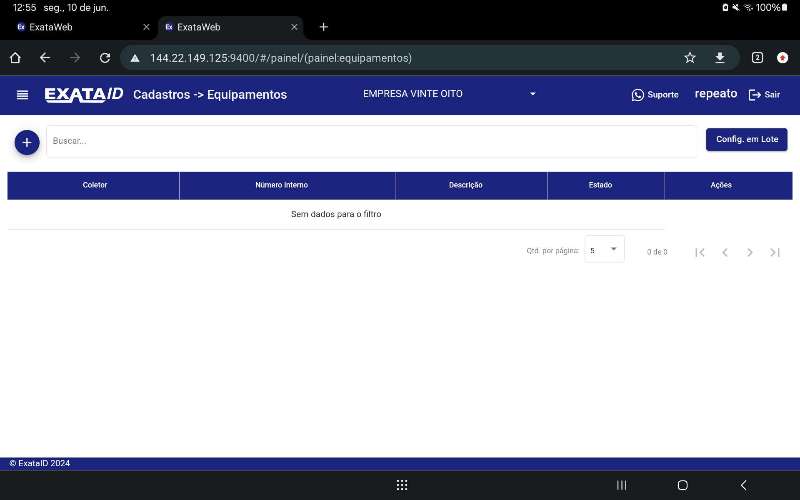 12:55 seg., 10 de jun. 100%
Ex ExataWeb
Ex ExataWeb
144.22.149.125:9400/#/painel/(painel:equipamentos) 2
EXATAID Cadastros -> Equipamentos EMPRESA VINTE OITO Suporte repeato Sair
+ Buscar... Config. em Lote
Coletor Número Interno Descrição Estado Ações
Sem dados para o filtro
Qtd. por página: 5 0 de 0
© ExataID 2024